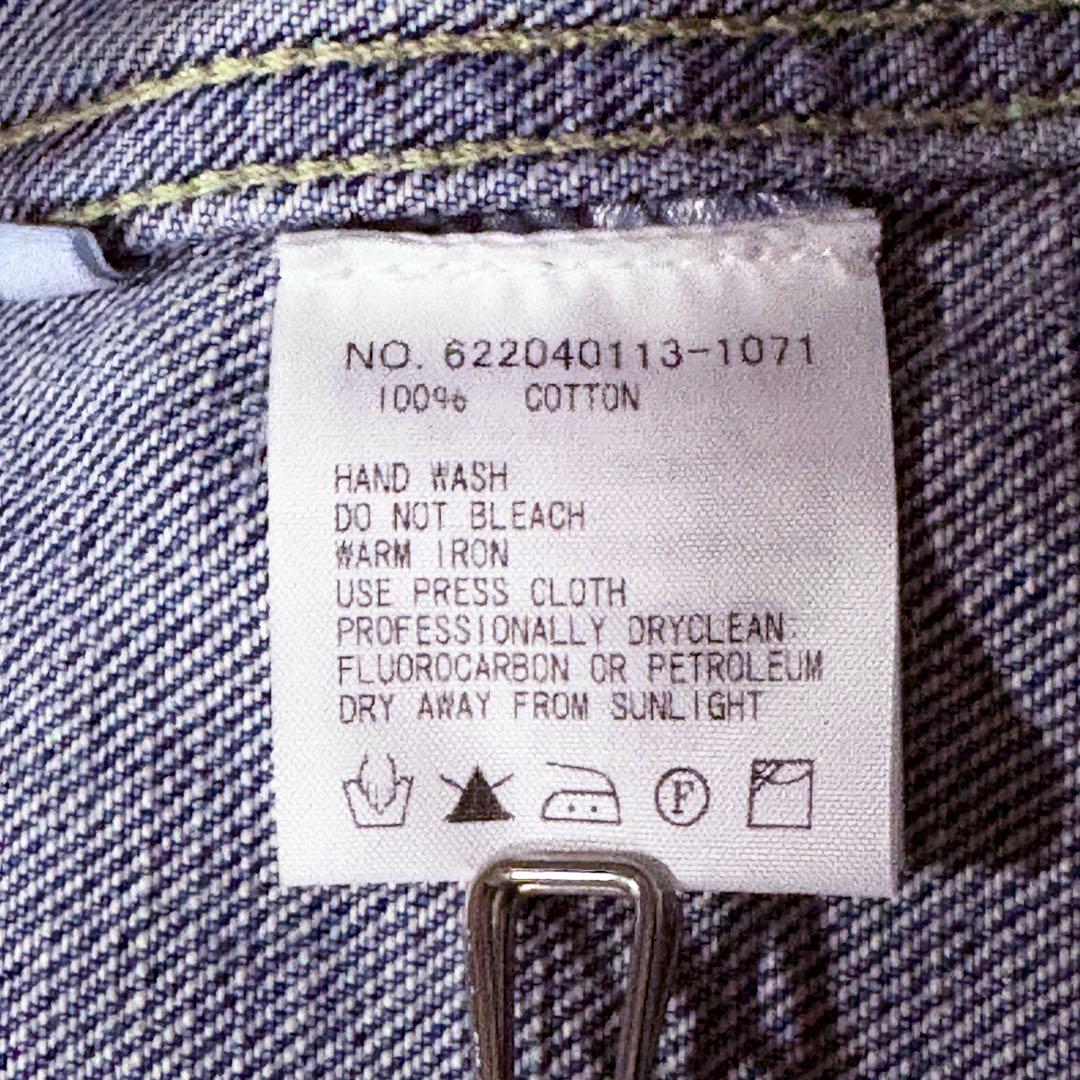 NO. 622040113-1071
100% COTTON
HAND WASH
DO NOT BLEACH
WARM IRON
USE PRESS CLOTH
PROFESSIONALLY DRYCLEAN:
FLUOROCARBON OR PETROLEUM
DRY AWAY FROM SUNLIGHT
F